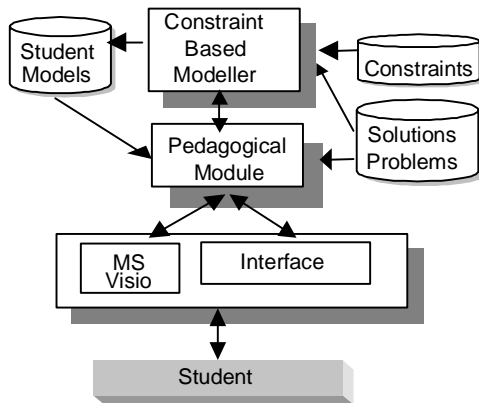 Student
Models
Constraint
Based
Modeller
Constraints
Solutions
Problems
Pedagogical
Module
MS
Visio
Interface
Student